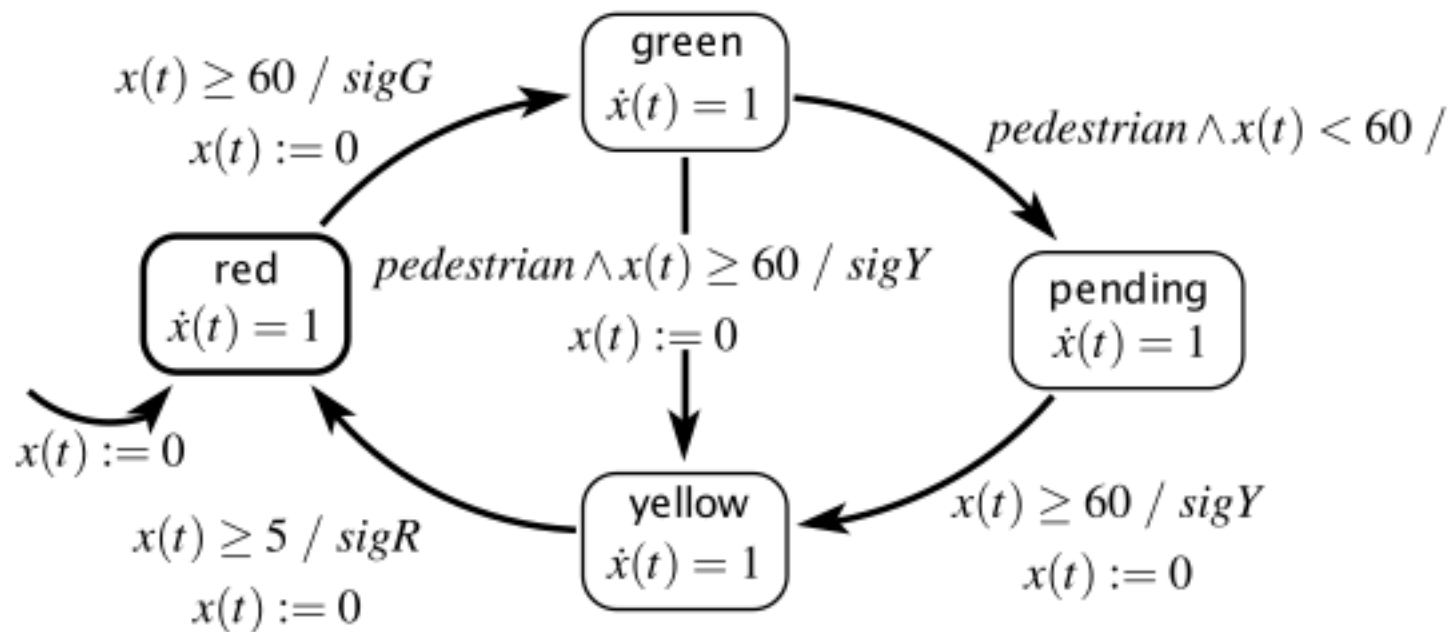 green
ẋ(t) = 1
x(t) ≥ 60 / sigG
x(t) := 0
pedestrian ∧ x(t) < 60 /
red
ẋ(t) = 1
pedestrian ∧ x(t) ≥ 60 / sigY
x(t) := 0
pending
ẋ(t) = 1
x(t) := 0
yellow
ẋ(t) = 1
x(t) ≥ 60 / sigY
x(t) := 0
x(t) ≥ 5 / sigR
x(t) := 0